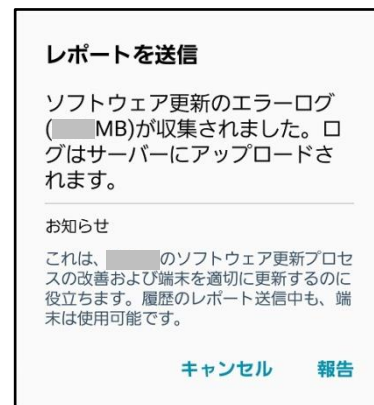 レポートを送信
ソフトウェア更新のエラーログ
( MB)が収集されました。ロ
グはサーバーにアップロードさ
れます。
お知らせ
これは、 のソフトウェア更新プロセ
スの改善および端末を適切に更新するのに
役立ちます。履歴のレポート送信中も、端
末は使用可能です。
キャンセル 報告